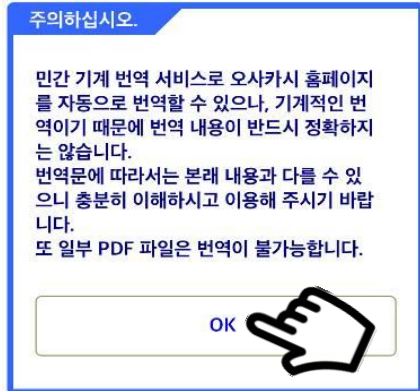 주의하십시오.
민간 기계 번역 서비스로 오사카시 홈페이지
를 자동으로 번역할 수 있으나, 기계적인 번
역이기 때문에 번역 내용이 반드시 정확하지
는 않습니다.
번역문에 따라서는 본래 내용과 다를 수 있
으니 충분히 이해하시고 이용해 주시기 바랍
니다.
또 일부 PDF 파일은 번역이 불가능합니다.
OK